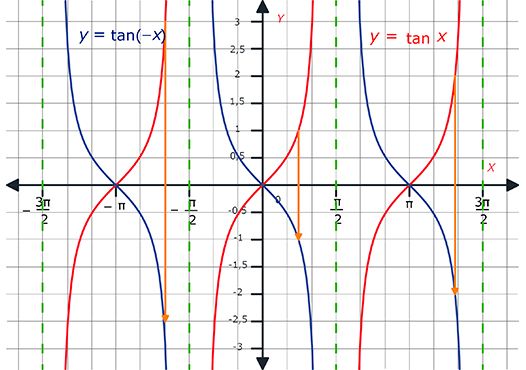 3
Y
y = tan(−x)
y = tan x
2,5
2
1,5
1
0,5
X
− 3π/2
− π
− π/2
0
π/2
π
3π/2
-0,5
-1
-1,5
-2
-2,5
-3